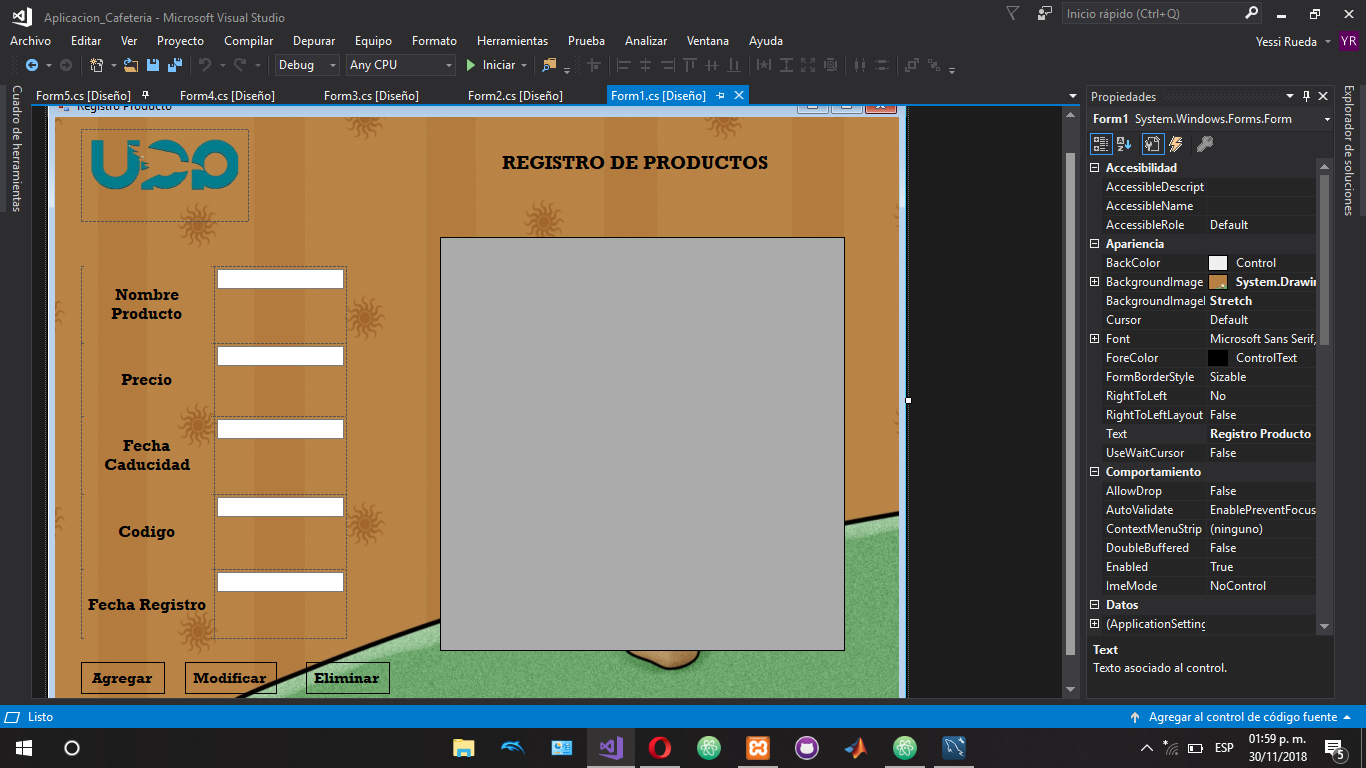 Aplicacion_Cafeteria - Microsoft Visual Studio
Inicio rápido (Ctrl+Q)
Archivo Editar Ver Proyecto Compilar Depurar Equipo Formato Herramientas Prueba Analizar Ventana Ayuda
Yessi Rueda YR
Debug Any CPU Iniciar
Form5.cs [Diseño] Form4.cs [Diseño] Form3.cs [Diseño] Form2.cs [Diseño] Form1.cs [Diseño]
Cuadro de herramientas
Registro Producto
REGISTRO DE PRODUCTOS
Nombre
Producto
Precio
Fecha
Caducidad
Codigo
Fecha Registro
Agregar Modificar Eliminar
Propiedades
Form1 System.Windows.Forms.Form
Accesibilidad
AccessibleDescript
AccessibleName
AccessibleRole Default
Apariencia
BackColor Control
BackgroundImage System.Drawin
BackgroundImagel Stretch
Cursor Default
Font Microsoft Sans Serif,
ForeColor ControlText
FormBorderStyle Sizable
RightToLeft No
RightToLeftLayout False
Text Registro Producto
UseWaitCursor False
Comportamiento
AllowDrop False
AutoValidate EnablePreventFocus
ContextMenuStrip (ninguno)
DoubleBuffered False
Enabled True
ImeMode NoControl
Datos
(ApplicationSetting
Text
Texto asociado al control.
Explorador de soluciones
Listo
Agregar al control de código fuente
ESP
01:59 p. m.
30/11/2018
5